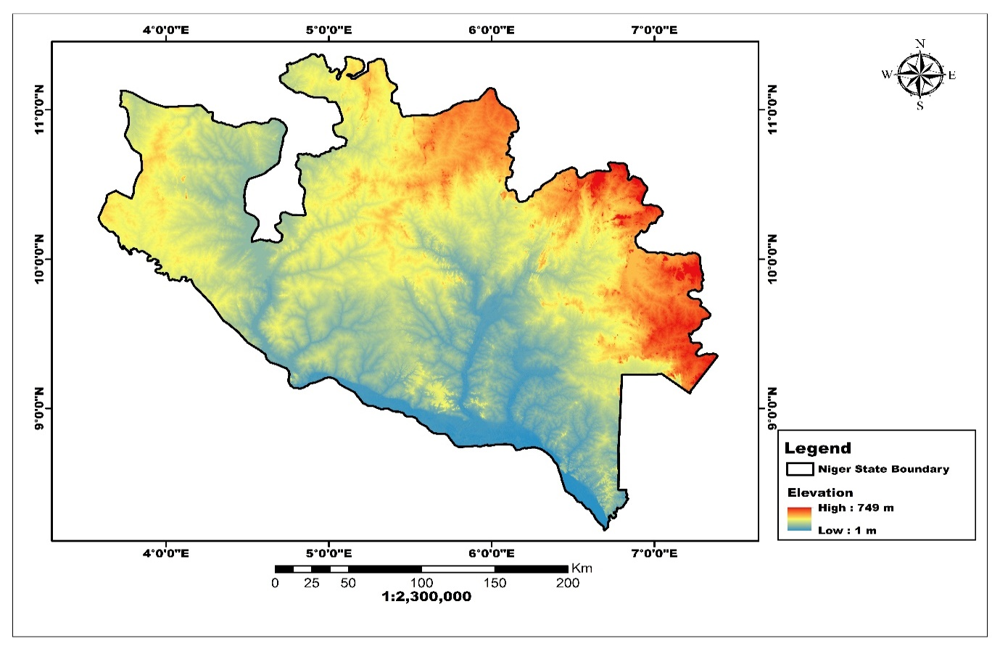 4°0'0"E 5°0'0"E 6°0'0"E 7°0'0"E
N
W E
S
11°0'0"N 11°0'0"N
10°0'0"N 10°0'0"N
9°0'0"N 9°0'0"N
Legend
Niger State Boundary
Elevation
High : 749 m
Low : 1 m
4°0'0"E 5°0'0"E 6°0'0"E 7°0'0"E
Km
0 25 50 100 150 200
1:2,300,000